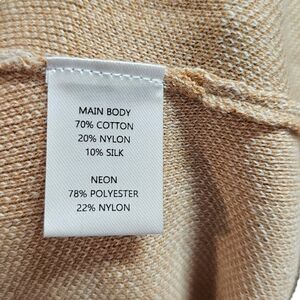 MAIN BODY
70% COTTON
20% NYLON
10% SILK
NEON
78% POLYESTER
22% NYLON